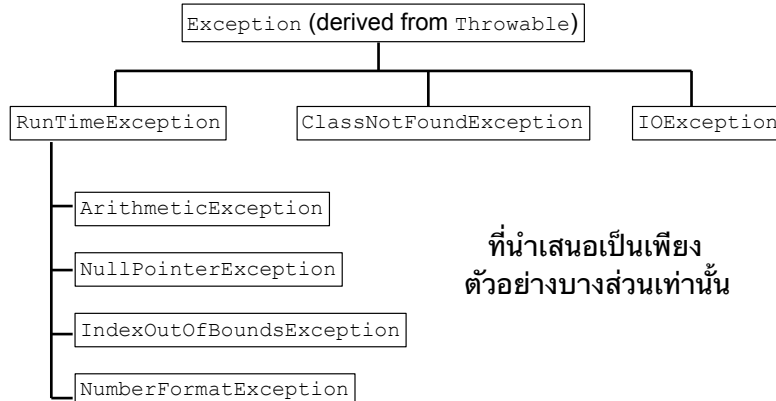 Exception (derived from Throwable)
RunTimeException
ClassNotFoundException
IOException
ArithmeticException
NullPointerException
IndexOutOfBoundsException
NumberFormatException
ที่นำเสนอเป็นเพียง
ตัวอย่างบางส่วนเท่านั้น